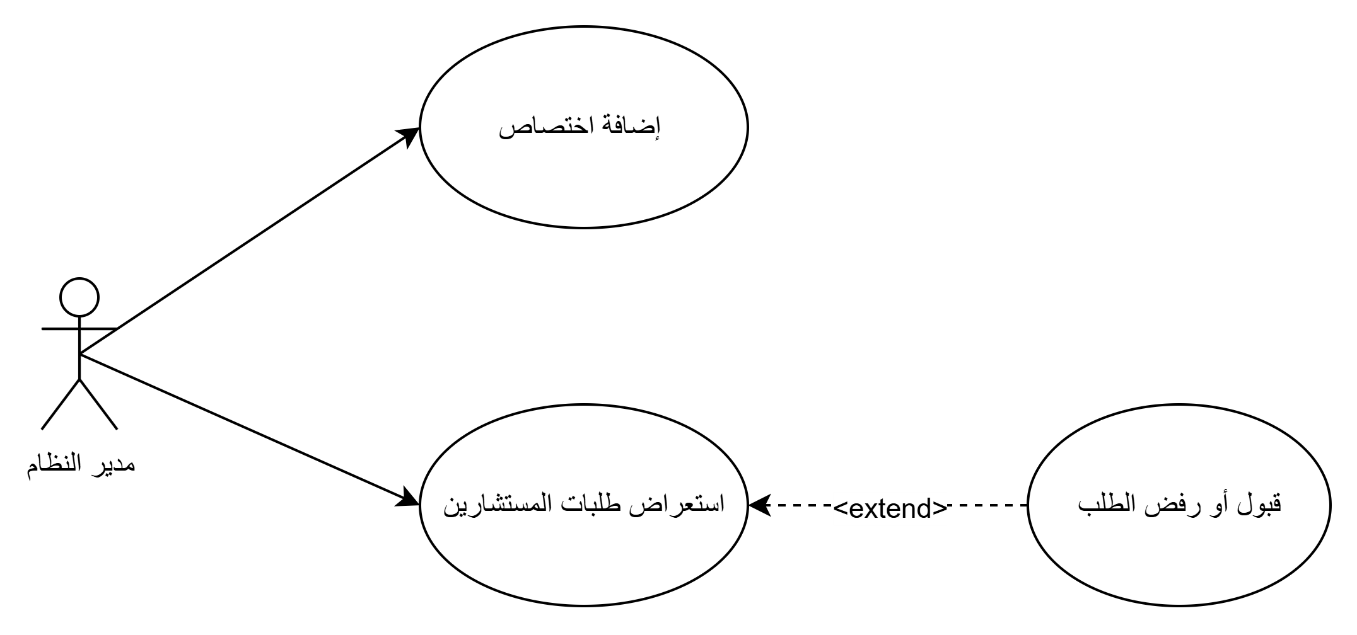 إضافة اختصاص
مدير النظام
استعراض طلبات المستشارين
<extend>
قبول أو رفض الطلب